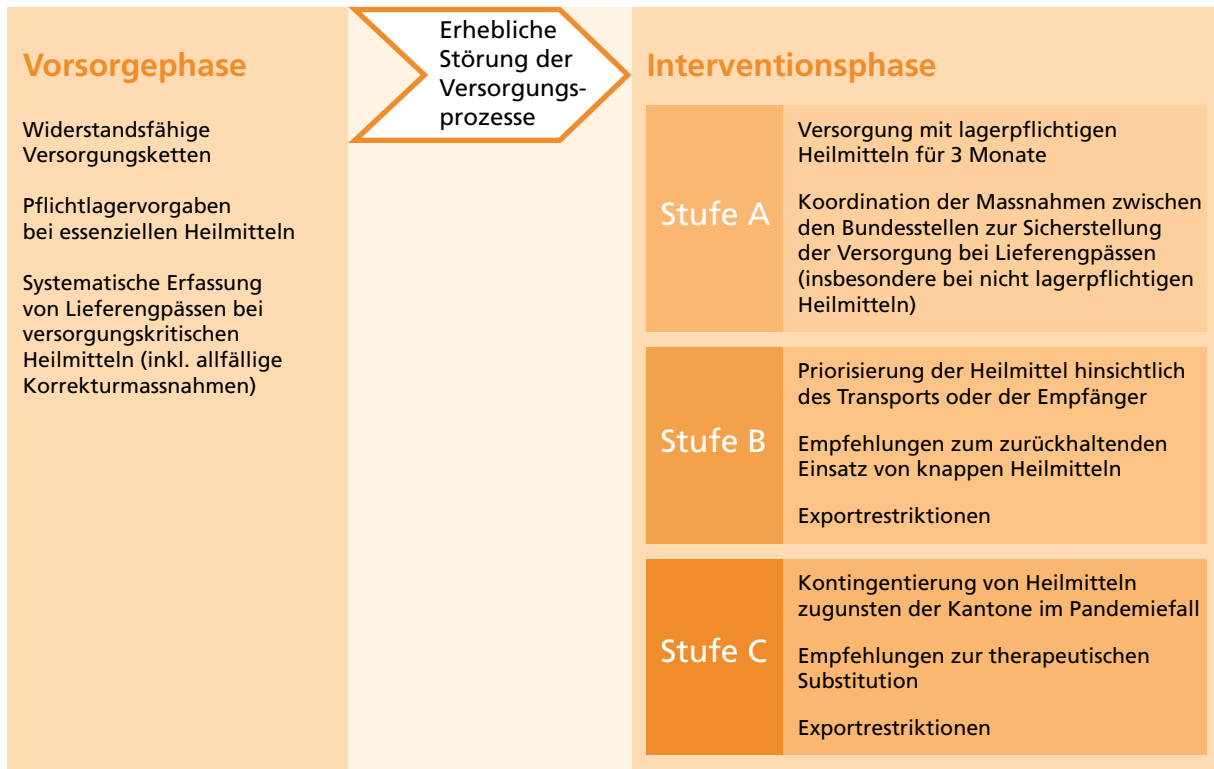 Vorsorgephase
Widerstandsfähige
Versorgungsketten
Pflichtlagervorgaben
bei essenziellen Heilmitteln
Systematische Erfassung
von Lieferengpässen bei
versorgungskritischen
Heilmitteln (inkl. allfällige
Korrekturmassnahmen)
Erhebliche
Störung der
Versorgungs-
prozesse
Interventionsphase
Stufe A
Versorgung mit lagerpflichtigen
Heilmitteln für 3 Monate
Koordination der Massnahmen zwischen
den Bundesstellen zur Sicherstellung
der Versorgung bei Lieferengpässen
(insbesondere bei nicht lagerpflichtigen
Heilmitteln)
Stufe B
Priorisierung der Heilmittel hinsichtlich
des Transports oder der Empfänger
Empfehlungen zum zurückhaltenden
Einsatz von knappen Heilmitteln
Exportrestriktionen
Stufe C
Kontingentierung von Heilmitteln
zugunsten der Kantone im Pandemiefall
Empfehlungen zur therapeutischen
Substitution
Exportrestriktionen